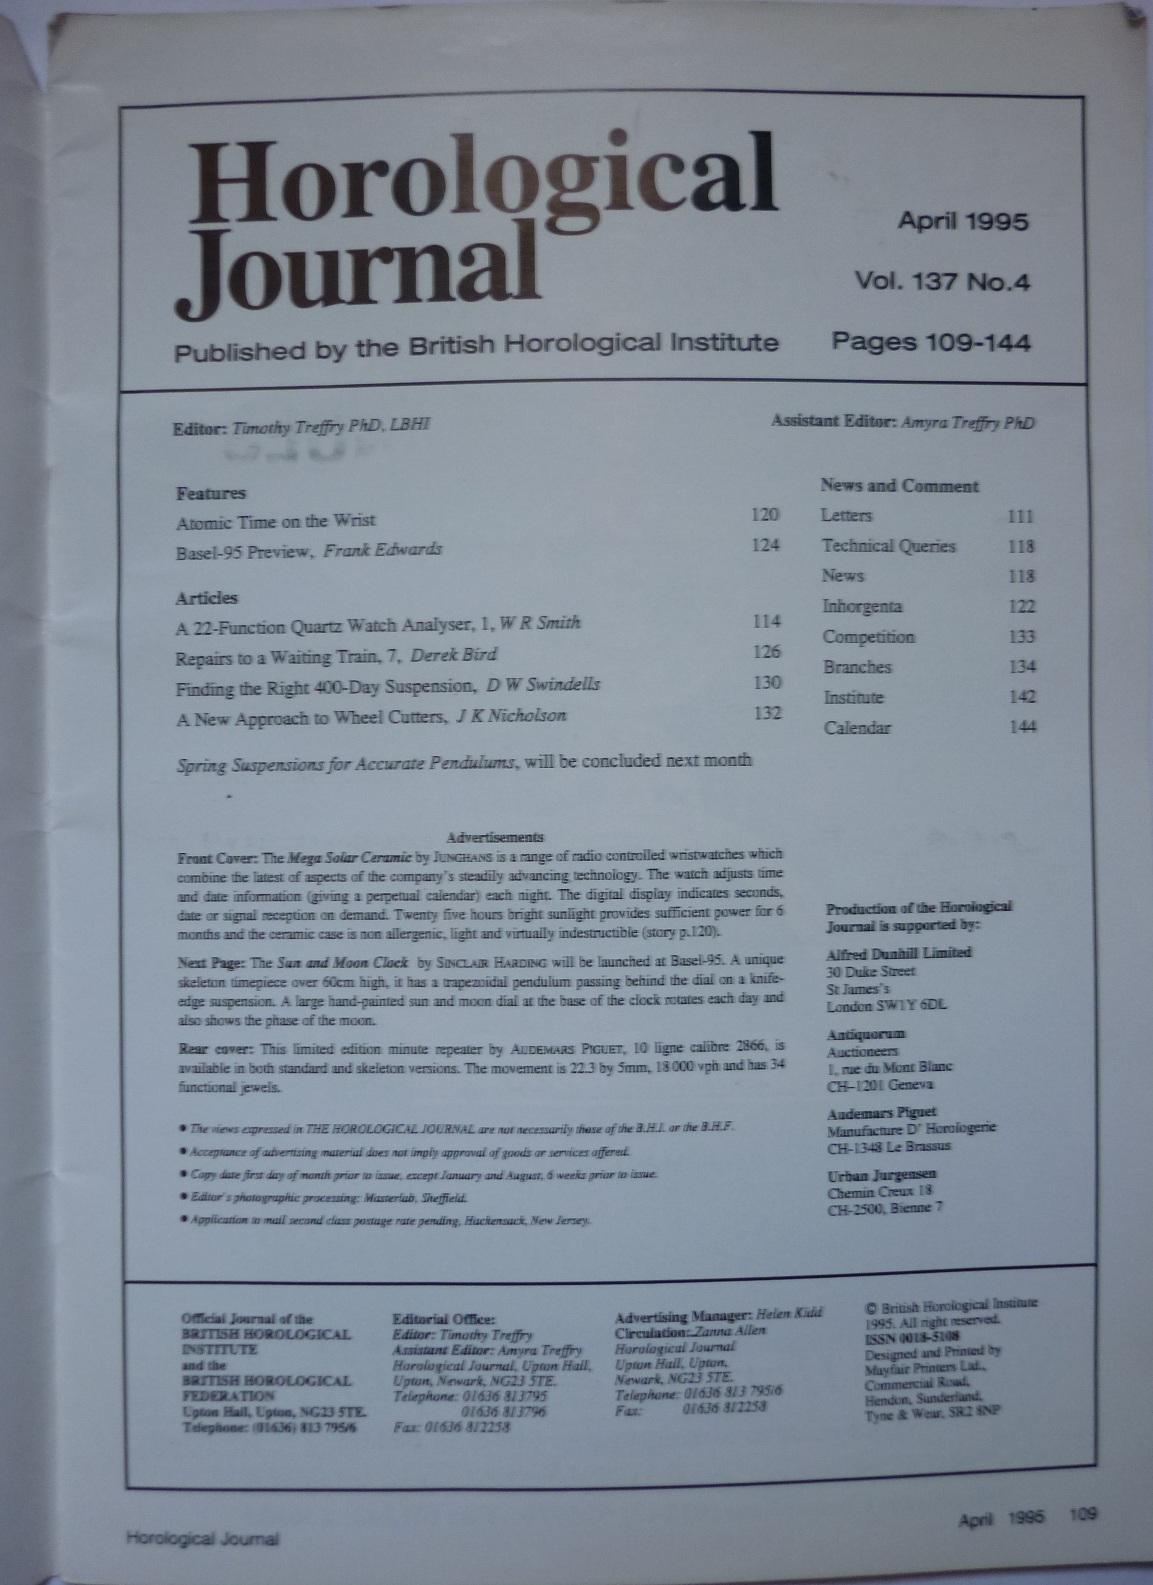 Horological
Journal
April 1995
Vol. 137 No.4
Published by the British Horological Institute
Pages 109-144
Editor: Timothy Treffry PhD, LBHI
Assistant Editor: Amyra Treffry PhD
Features
Atomic Time on the Wrist 120
Basel-95 Preview, Frank Edwards 124
Articles
A 22-Function Quartz Watch Analyser, 1, W R Smith 114
Repairs to a Waiting Train, 7, Derek Bird 126
Finding the Right 400-Day Suspension, D W Swindells 130
A New Approach to Wheel Cutters, J K Nicholson 132
Spring Suspensions for Accurate Pendulums, will be concluded next month
News and Comment
Letters 111
Technical Queries 118
News 118
Inhorgenta 122
Competition 133
Branches 134
Institute 142
Calendar 144
Advertisements
Front Cover: The Mega Solar Ceramic by JUNGHANS is a range of radio controlled wristwatches which
combine the latest of aspects of the company's steadily advancing technology. The watch adjusts time
and date information (giving a perpetual calendar) each night. The digital display indicates seconds,
date or signal reception on demand. Twenty five hours bright sunlight provides sufficient power for 6
months and the ceramic case is non allergenic, light and virtually indestructible (story p.120).
Next Page: The Sun and Moon Clock by SINCLAIR HARDING will be launched at Basel-95. A unique
skeleton timepiece over 60cm high, it has a trapezoidal pendulum passing behind the dial on a knife-
edge suspension. A large hand-painted sun and moon dial at the base of the clock rotates each day and
also shows the phase of the moon.
Rear cover: This limited edition minute repeater by AUDEMARS PIGUET, 10 ligne calibre 2866, is
available in both standard and skeleton versions. The movement is 22.3 by 5mm, 18 000 vph and has 34
functional jewels.
• The views expressed in THE HOROLOGICAL JOURNAL are not necessarily those of the B.H.I. or the B.H.F.
• Acceptance of advertising material does not imply approval of goods or services offered.
• Copy date first day of month prior to issue, except January and August, 6 weeks prior to issue.
• Editor's photographic processing: Masterlab, Sheffield.
• Application to mail second class postage rate pending, Hackensack, New Jersey.
Production of the Horological
Journal is supported by:
Alfred Dunhill Limited
30 Duke Street
St James's
London SW1Y 6DL
Antiquorum
Auctioneers
1, rue du Mont Blanc
CH–1201 Geneva
Audemars Piguet
Manufacture D' Horologerie
CH-1348 Le Brassus
Urban Jurgensen
Chemin Creux 18
CH-2500, Bienne 7
Official Journal of the
BRITISH HOROLOGICAL
INSTITUTE
and the
BRITISH HOROLOGICAL
FEDERATION
Upton Hall, Upton, NG23 5TE.
Telephone: (01636) 813 795/6
Editorial Office:
Editor: Timothy Treffry
Assistant Editor: Amyra Treffry
Horological Journal, Upton Hall,
Upton, Newark, NG23 5TE.
Telephone: 01636 813795
01636 813796
Fax: 01636 812258
Advertising Manager: Helen Kidd
Circulation: Zanna Allen
Horological Journal
Upton Hall, Upton,
Newark, NG23 5TE.
Telephone: 01636 813 795/6
Fax: 01636 812258
© British Horological Institute
1995. All right reserved.
ISSN 0018-5108
Designed and Printed by
Mayfair Printers Ltd.,
Commercial Road,
Hendon, Sunderland,
Tyne & Wear, SR2 8NP
Horological Journal
April 1995 109